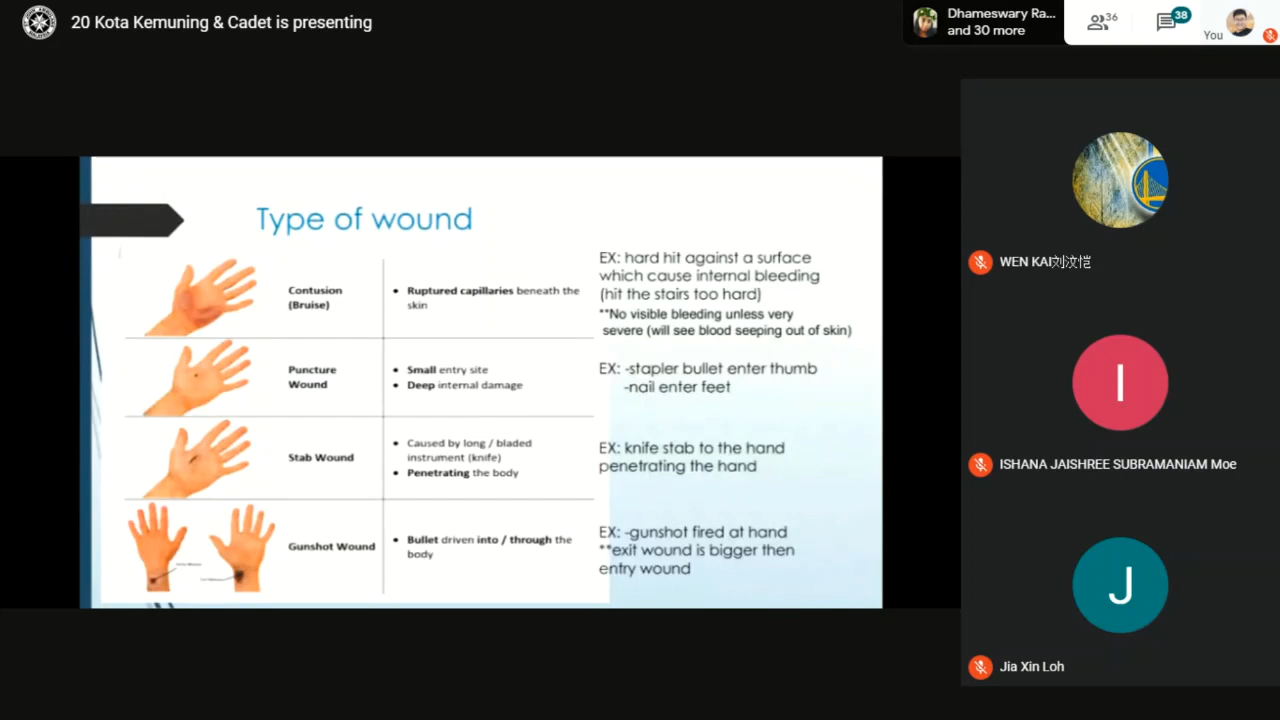 20 Kota Kemuning & Cadet is presenting
Dhameswary Ra...
and 30 more
36
38
You
Type of wound
Contusion
(Bruise)
• Ruptured capillaries beneath the
skin
EX: hard hit against a surface
which cause internal bleeding
(hit the stairs too hard)
**No visible bleeding unless very
severe (will see blood seeping out of skin)
Puncture
Wound
• Small entry site
• Deep internal damage
EX: -stapler bullet enter thumb
-nail enter feet
Stab Wound
• Caused by long / bladed
instrument (knife)
• Penetrating the body
EX: knife stab to the hand
penetrating the hand
Gunshot Wound
• Bullet driven into / through the
body
EX: -gunshot fired at hand
**exit wound is bigger then
entry wound
WEN KAI刘汶恺
I
ISHANA JAISHREE SUBRAMANIAM Moe
J
Jia Xin Loh